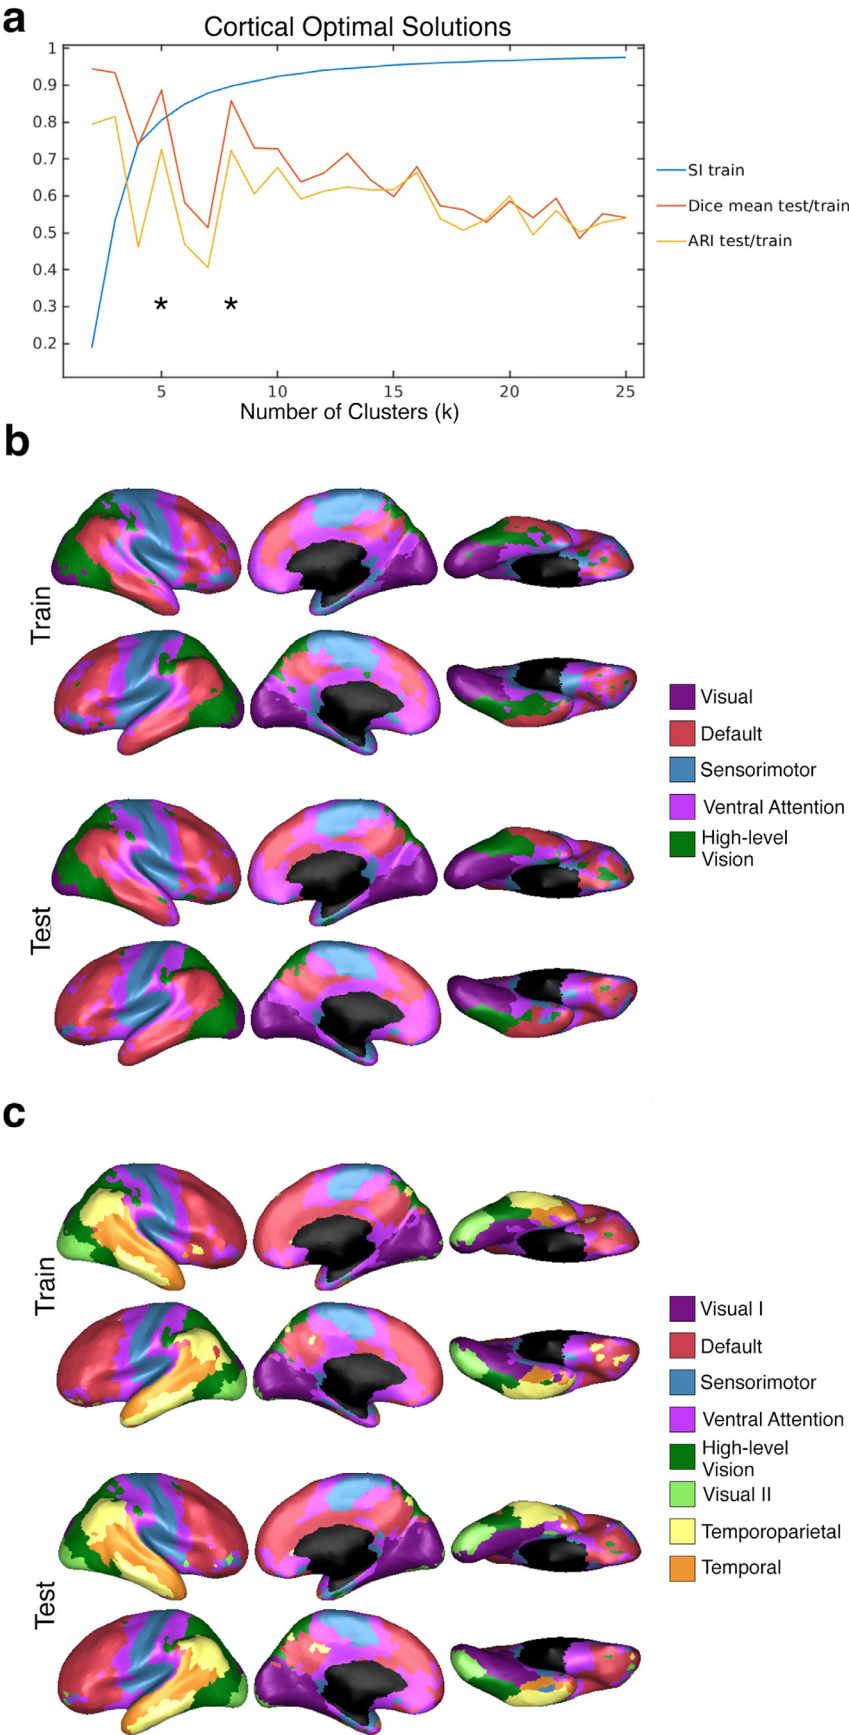 a
Cortical Optimal Solutions
1
0.9
0.8
0.7
0.6
0.5
0.4
0.3
0.2
* *
5 10 15 20 25
Number of Clusters (k)
SI train
Dice mean test/train
ARI test/train
b
Train
Test
Visual
Default
Sensorimotor
Ventral Attention
High-level
Vision
c
Train
Test
Visual I
Default
Sensorimotor
Ventral Attention
High-level
Vision
Visual II
Temporoparietal
Temporal